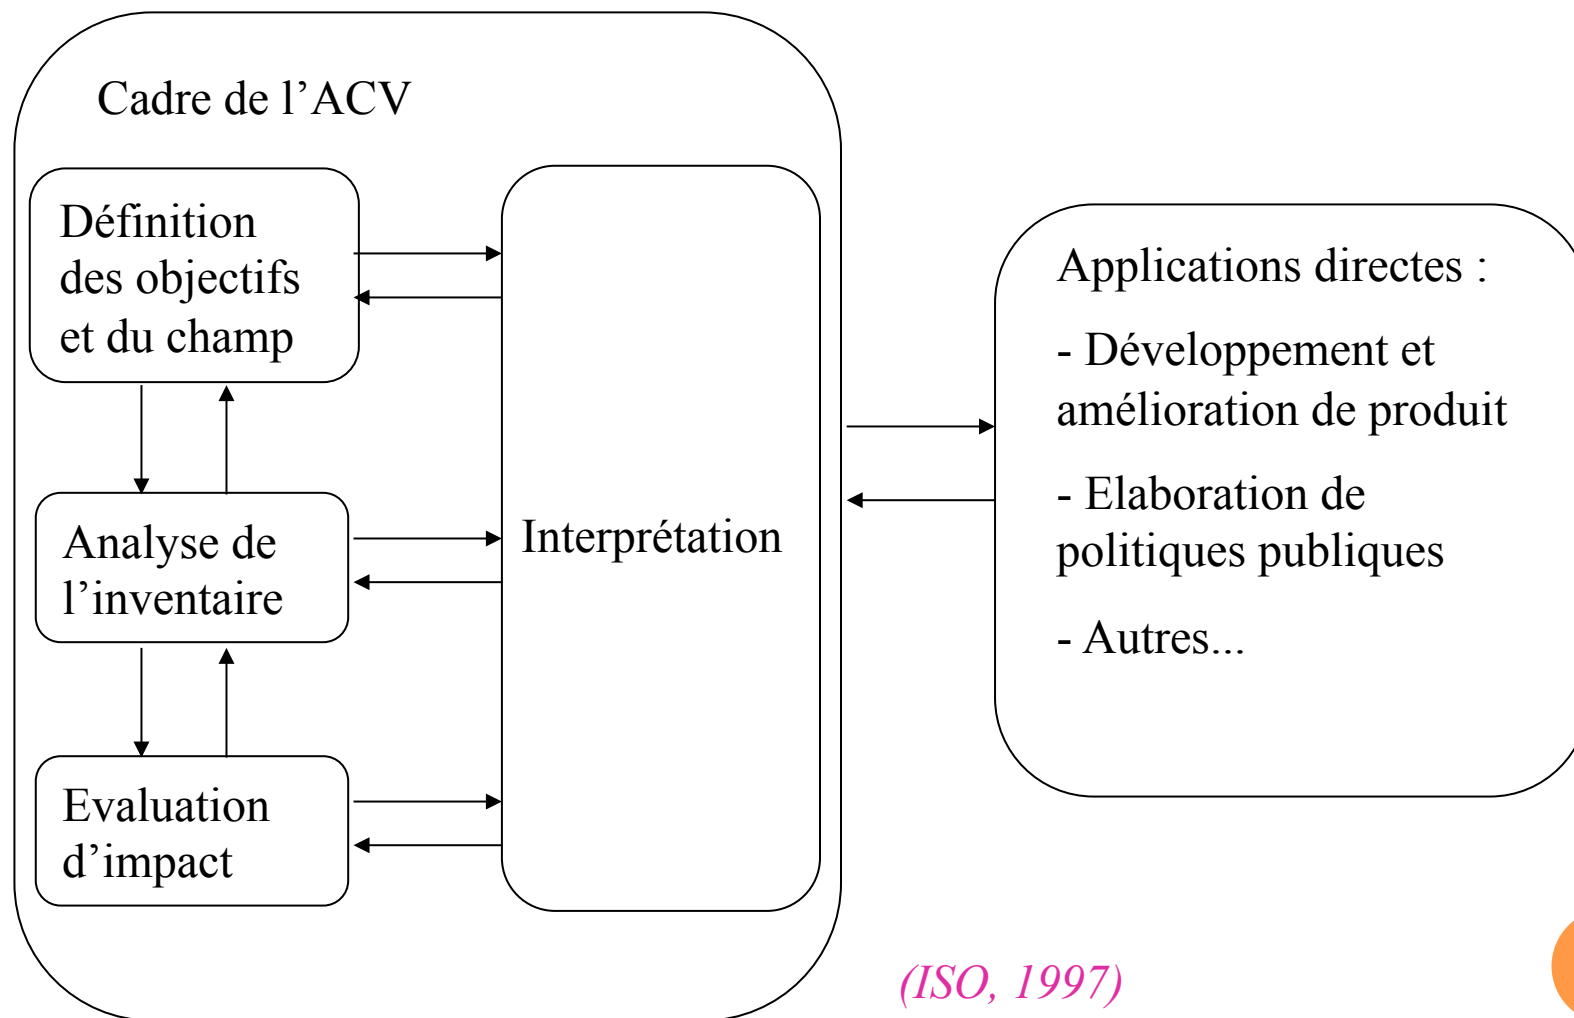 Cadre de l’ACV
Définition
des objectifs
et du champ
Analyse de
l’inventaire
Evaluation
d’impact
Interprétation
Applications directes :
- Développement et
amélioration de produit
- Elaboration de
politiques publiques
- Autres...
(ISO, 1997)